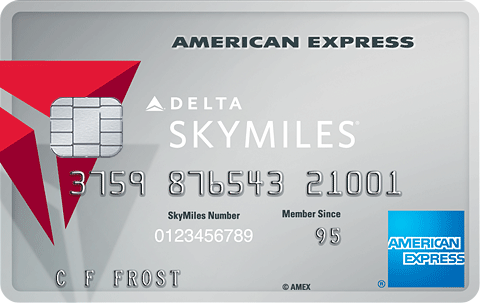 AMERICAN EXPRESS
DELTA
SKYMILES®
3759 876543 21001
SkyMiles Number Member Since
0123456789 95
AMERICAN EXPRESS
®
C F FROST
© AMEX